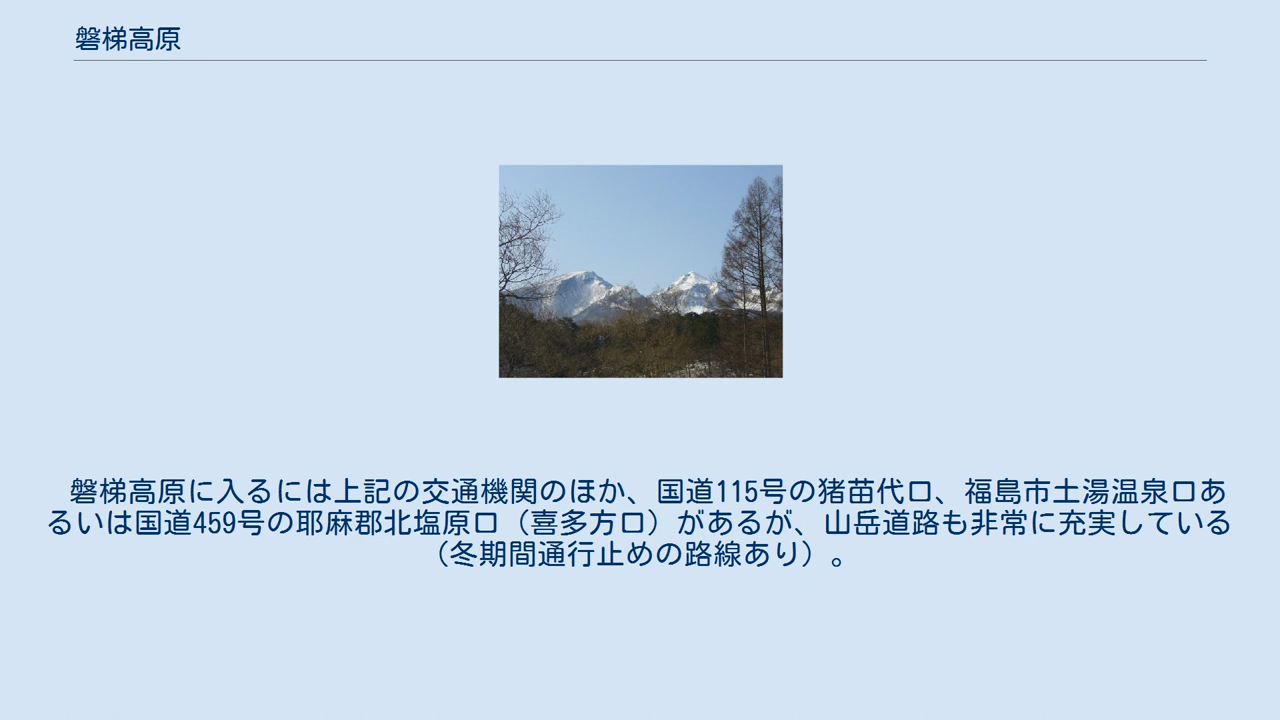 磐梯高原
磐梯高原に入るには上記の交通機関のほか、国道115号の猪苗代口、福島市土湯温泉口あ
るいは国道459号の耶麻郡北塩原口（喜多方口）があるが、山岳道路も非常に充実している
（冬期間通行止めの路線あり）。